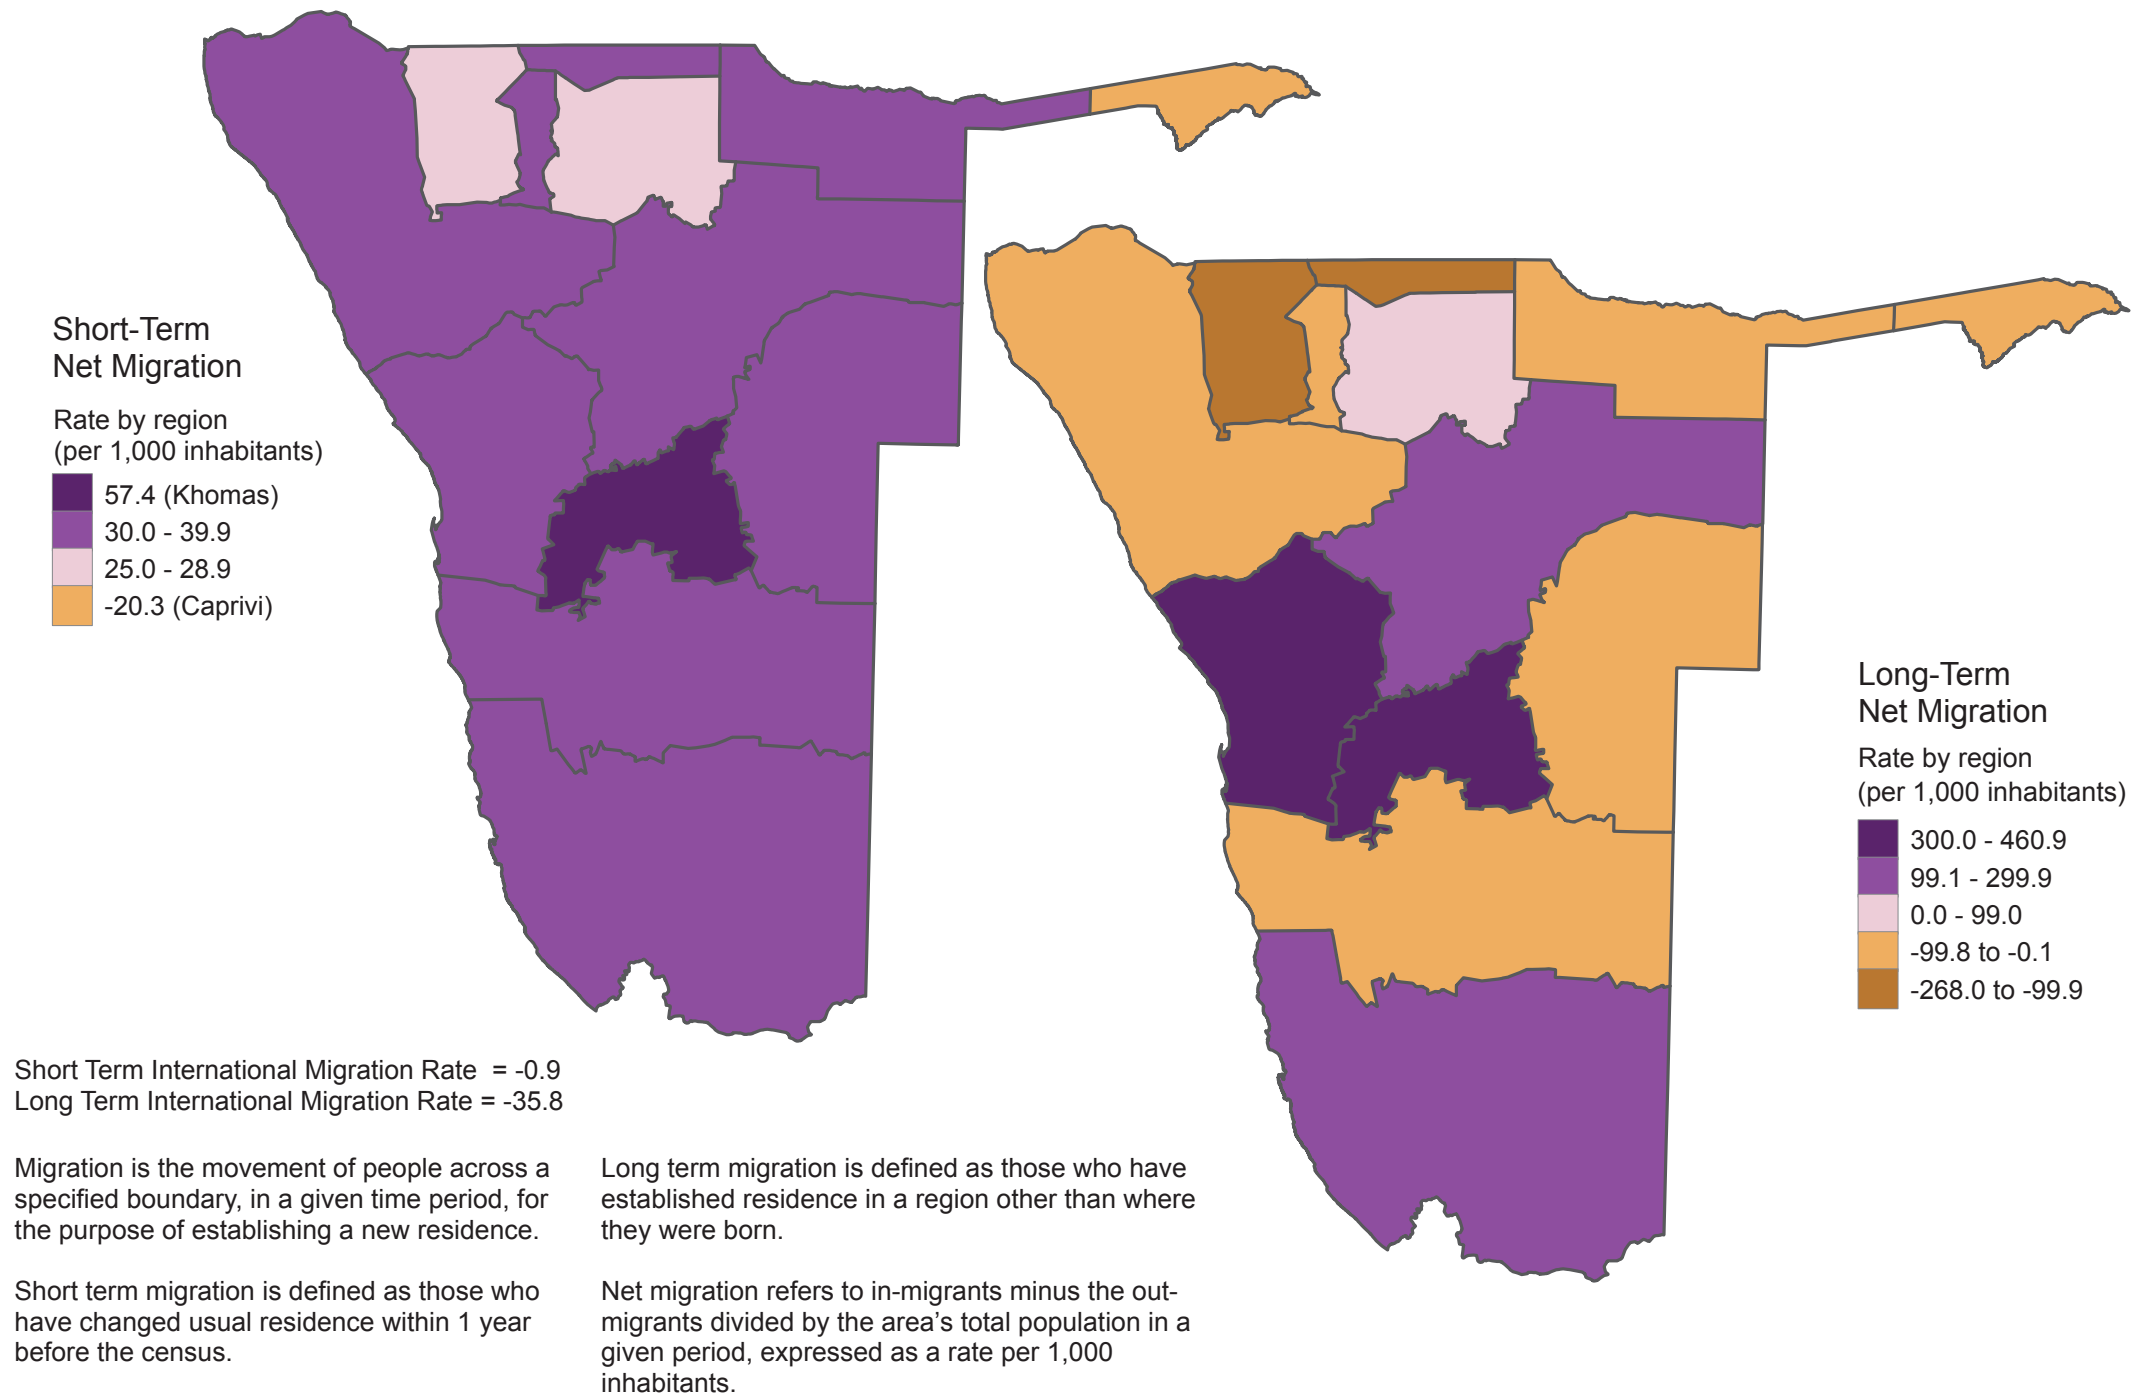 Short-Term
Net Migration
Rate by region
(per 1,000 inhabitants)
57.4 (Khomas)
30.0 - 39.9
25.0 - 28.9
-20.3 (Caprivi)
Long-Term
Net Migration
Rate by region
(per 1,000 inhabitants)
300.0 - 460.9
99.1 - 299.9
0.0 - 99.0
-99.8 to -0.1
-268.0 to -99.9
Short Term International Migration Rate = -0.9
Long Term International Migration Rate = -35.8
Migration is the movement of people across a
specified boundary, in a given time period, for
the purpose of establishing a new residence.
Short term migration is defined as those who
have changed usual residence within 1 year
before the census.
Long term migration is defined as those who have
established residence in a region other than where
they were born.
Net migration refers to in-migrants minus the out-
migrants divided by the area's total population in a
given period, expressed as a rate per 1,000
inhabitants.